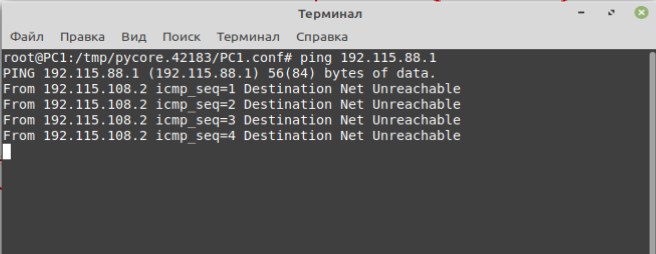 Терминал
Файл Правка Вид Поиск Терминал Справка
root@PC1:/tmp/pycore.42183/PC1.conf# ping 192.115.88.1
PING 192.115.88.1 (192.115.88.1) 56(84) bytes of data.
From 192.115.108.2 icmp_seq=1 Destination Net Unreachable
From 192.115.108.2 icmp_seq=2 Destination Net Unreachable
From 192.115.108.2 icmp_seq=3 Destination Net Unreachable
From 192.115.108.2 icmp_seq=4 Destination Net Unreachable